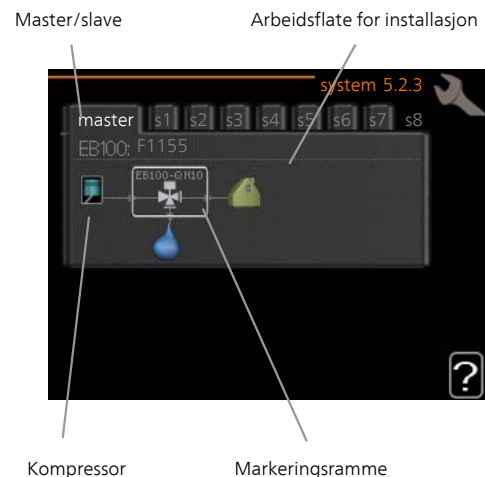 Master/slave
Arbeidsflate for installasjon
system 5.2.3
master s1 s2 s3 s4 s5 s6 s7 s8
EB100: F1155
EB100-QM10
?
Kompressor
Markeringsramme